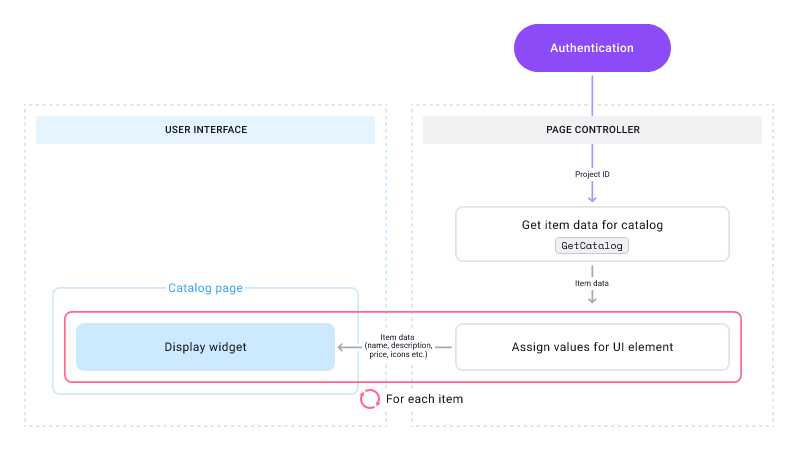 Authentication
USER INTERFACE
PAGE CONTROLLER
Project ID
Get item data for catalog
GetCatalog
Item data
Catalog page
Display widget
Item data
(name, description,
price, icons etc.)
Assign values for UI element
For each item